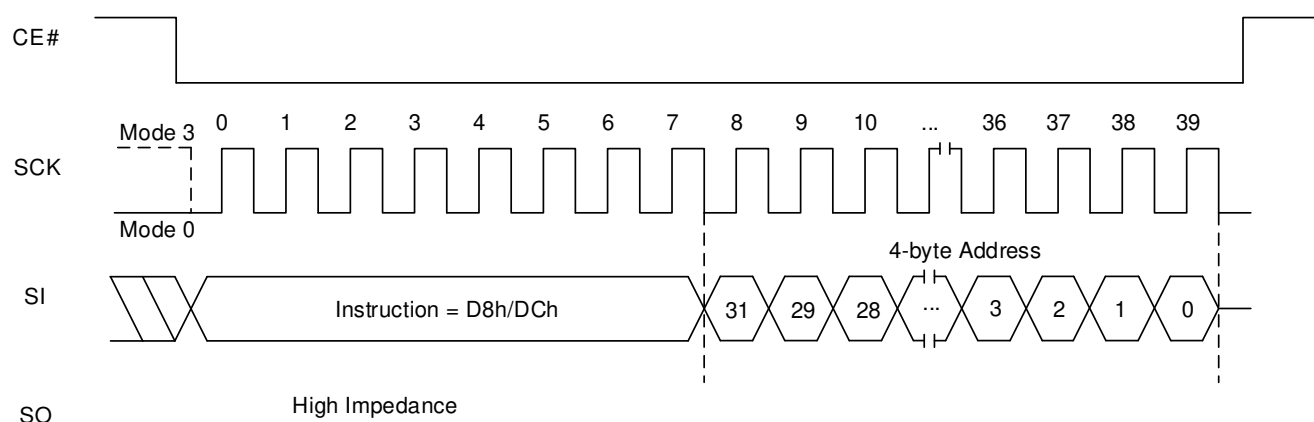 CE#
0 1 2 3 4 5 6 7 8 9 10 ... 36 37 38 39
Mode 3
SCK
Mode 0
4-byte Address
SI
Instruction = D8h/DCh 31 29 28 ... 3 2 1 0
High Impedance
SO